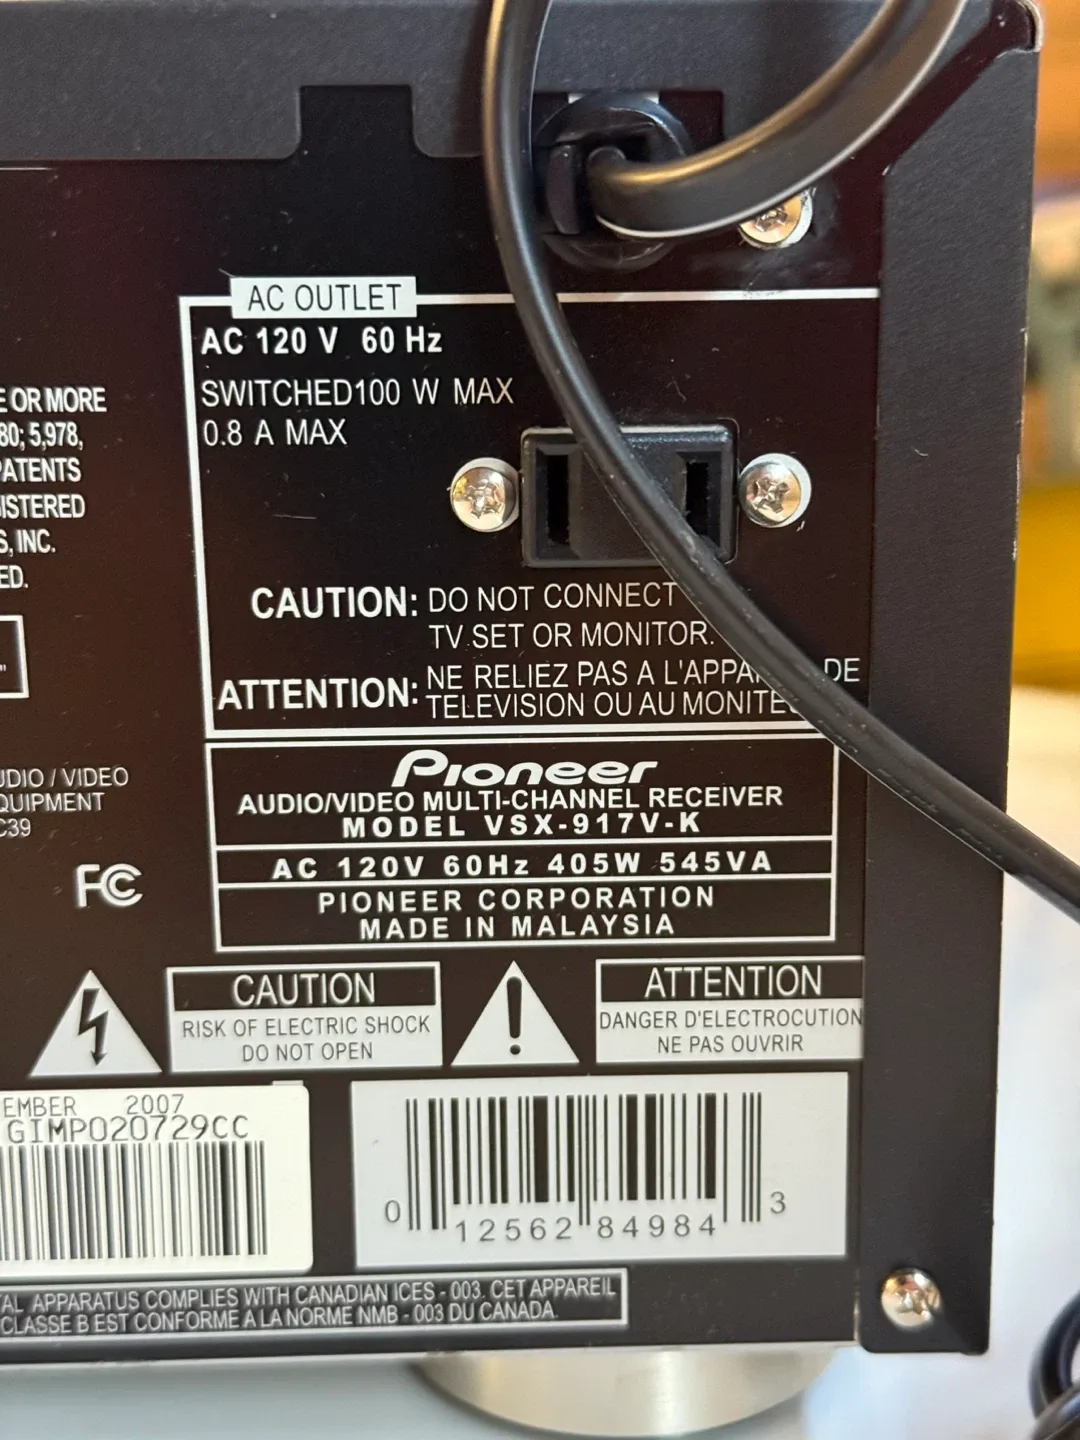 AC OUTLET
AC 120 V 60 Hz
SWITCHED100 W MAX
0.8 A MAX
E OR MORE
80; 5,978,
PATENTS
ISTERED
S, INC.
ED.
"
CAUTION: DO NOT CONNECT
TV SET OR MONITOR.
ATTENTION: NE RELIEZ PAS A L'APPA DE
TELEVISION OU AU MONITE
UDIO / VIDEO
QUIPMENT
C39
FC
Pioneer
AUDIO/VIDEO MULTI-CHANNEL RECEIVER
MODEL VSX-917V-K
AC 120V 60Hz 405W 545VA
PIONEER CORPORATION
MADE IN MALAYSIA
CAUTION
RISK OF ELECTRIC SHOCK
DO NOT OPEN
ATTENTION
DANGER D'ELECTROCUTION
NE PAS OUVRIR
EMBER 2007
GIMP020729CC
0 12562 84984 3
TAL APPARATUS COMPLIES WITH CANADIAN ICES - 003. CET APPAREIL
CLASSE B EST CONFORME A LA NORME NMB - 003 DU CANADA.